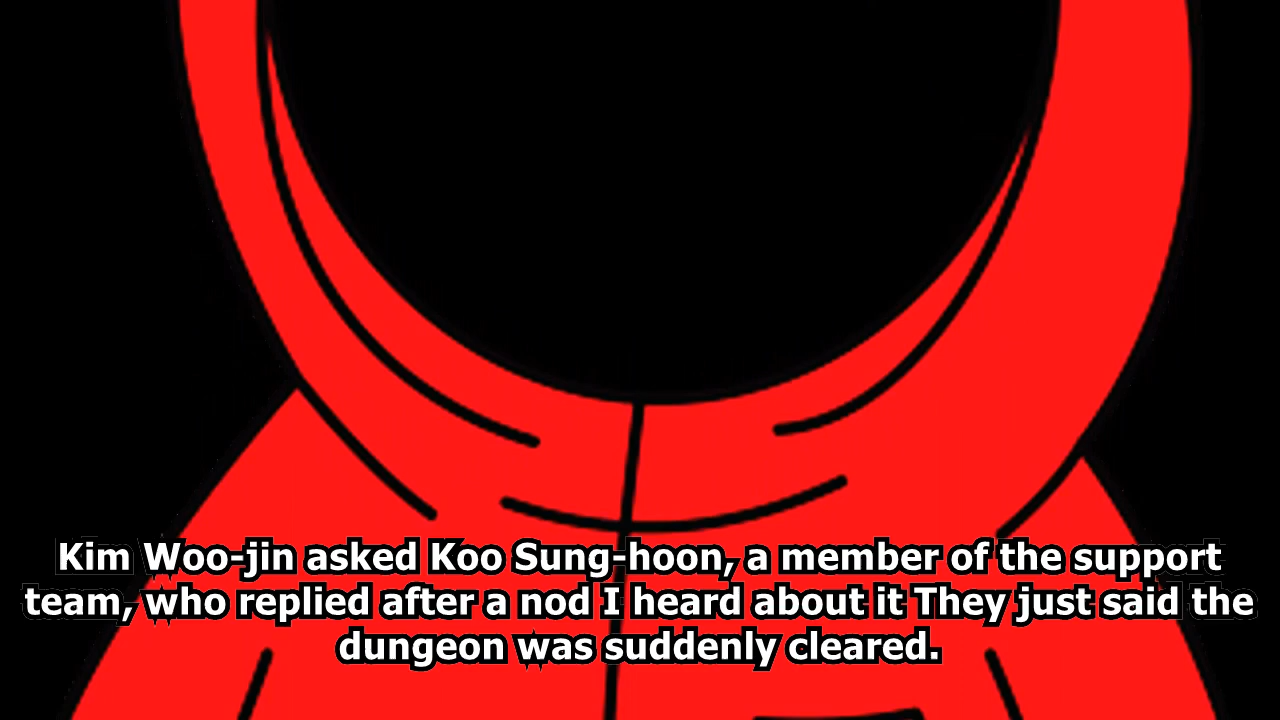 Kim Woo-jin asked Koo Sung-hoon, a member of the support
team, who replied after a nod I heard about it They just said the
dungeon was suddenly cleared.